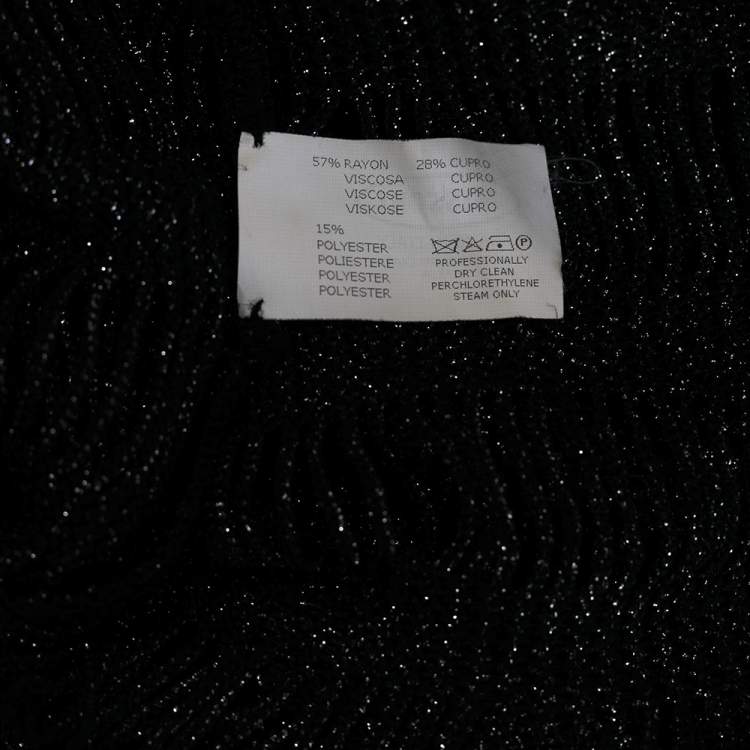 57% RAYON 28% CUPRO
VISCOSA CUPRO
VISCOSE CUPRO
VISKOSE CUPRO
15%
POLYESTER
POLIESTERE
POLYESTER
POLYESTER
P
PROFESSIONALLY
DRY CLEAN
PERCHLORETHYLENE
STEAM ONLY